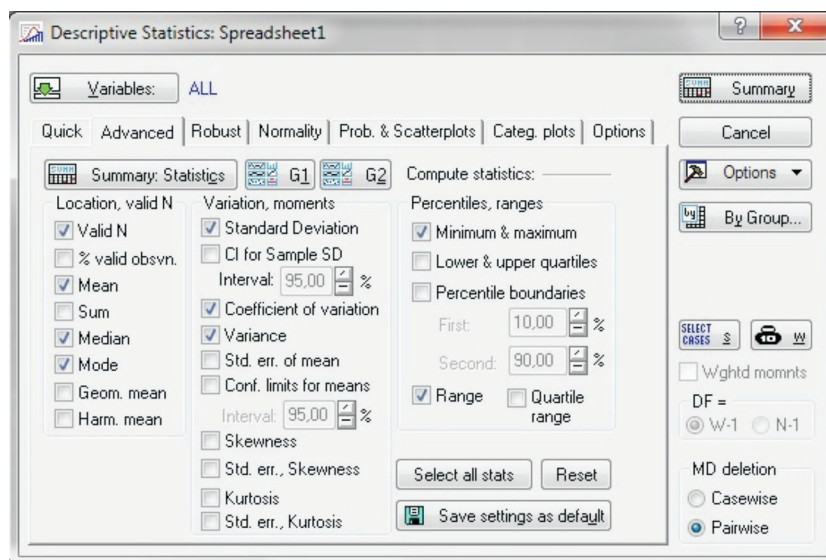 Descriptive Statistics: Spreadsheet1
?
X
Variables:
ALL
Quick
Advanced
Robust
Normality
Prob. & Scatterplots
Categ. plots
Options
SUMM
Summary: Statistics
G1
G2
Compute statistics:
Location, valid N
Valid N
% valid obsvn.
Mean
Sum
Median
Mode
Geom. mean
Harm. mean
Variation, moments
Standard Deviation
CI for Sample SD
Interval: 95,00 %
Coefficient of variation
Variance
Std. err. of mean
Conf. limits for means
Interval: 95,00 %
Skewness
Std. err., Skewness
Kurtosis
Std. err., Kurtosis
Percentiles, ranges
Minimum & maximum
Lower & upper quartiles
Percentile boundaries
First: 10,00 %
Second: 90,00 %
Range
Quartile
range
Select all stats
Reset
Save settings as default
SUMM
Summary
Cancel
Options
by
By Group...
SELECT
CASES S
W
Wghtd momnts
DF =
W-1
N-1
MD deletion
Casewise
Pairwise